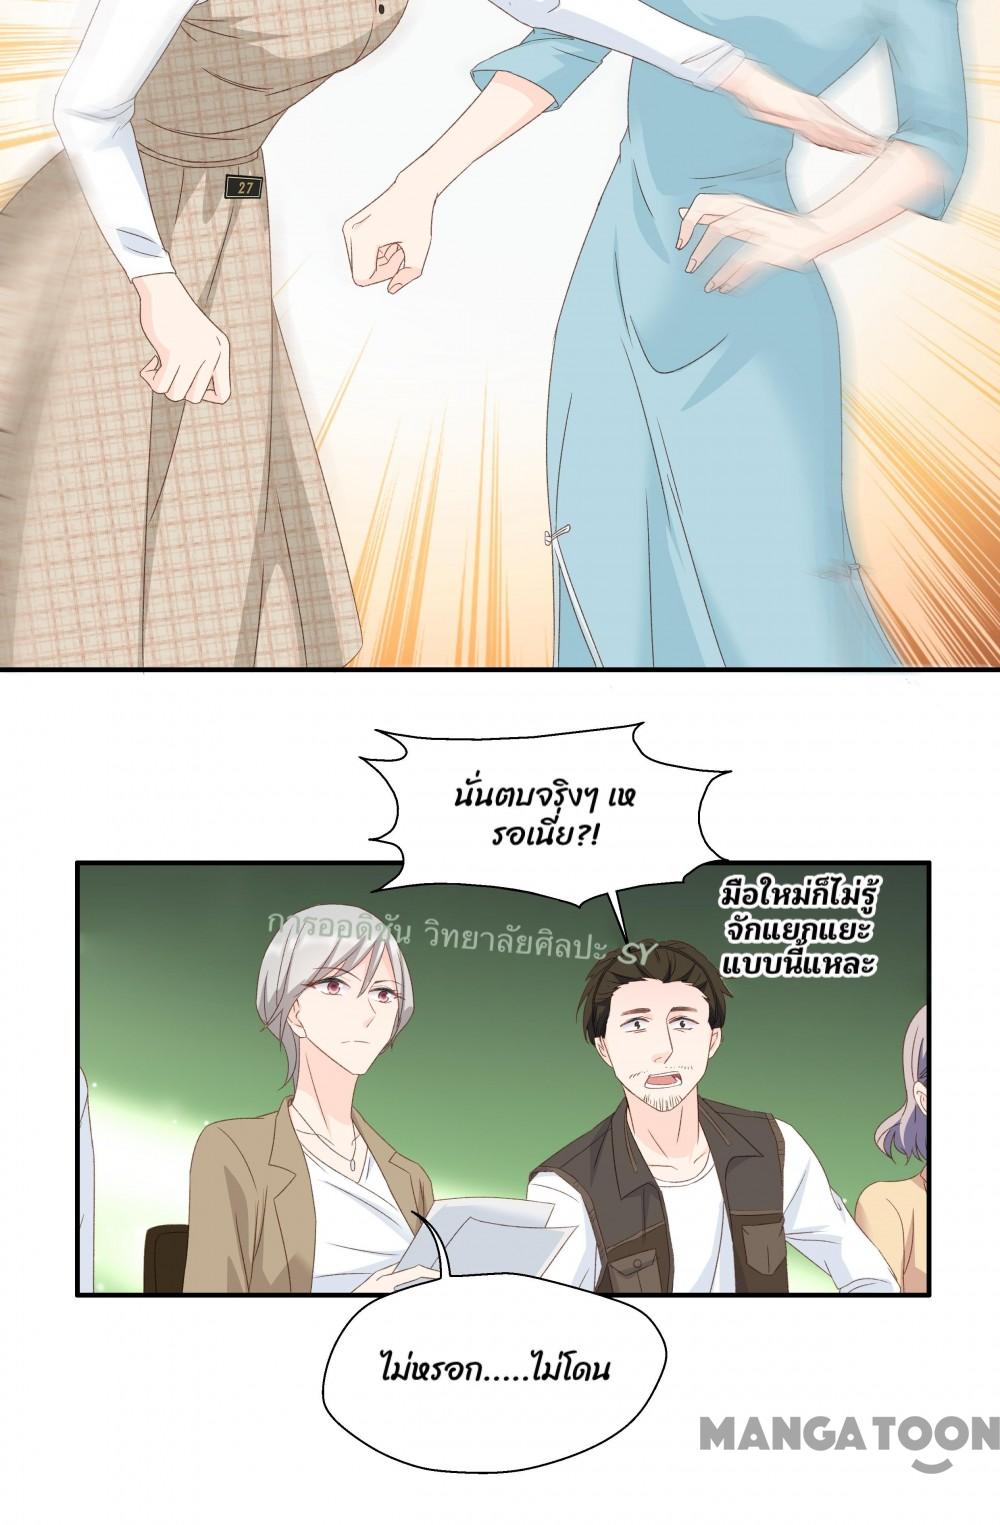 27
นั่นตบจริงๆ เห
รอเนี่ย?!
มือใหม่ก็ไม่รู้
จักแยกแยะ
แบบนี้แหละ
การออดิชัน วิทยาลัยศิลปะ SY
ไม่หรอก.....ไม่โดน
MANGATOON